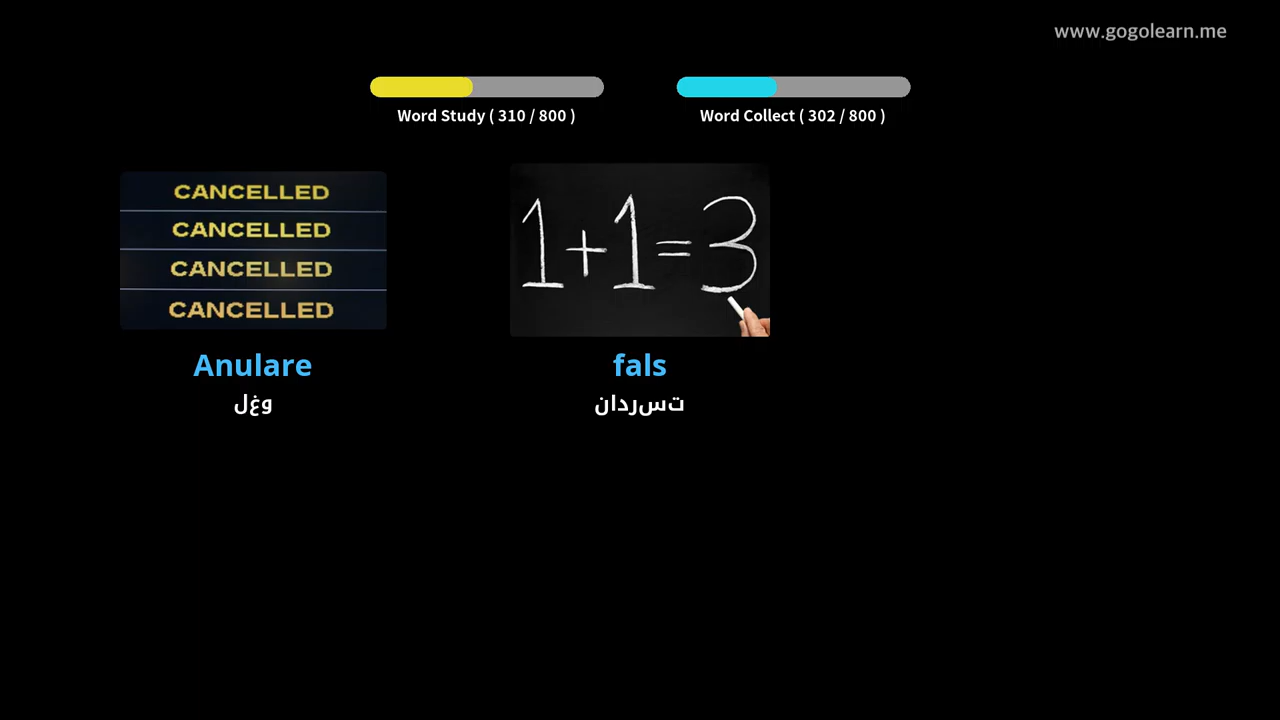 www.gogolearn.me
Word Study ( 310 / 800 )
Word Collect ( 302 / 800 )
CANCELLED
CANCELLED
CANCELLED
CANCELLED
Anulare
وغل
1+1=3
fals
تسردان